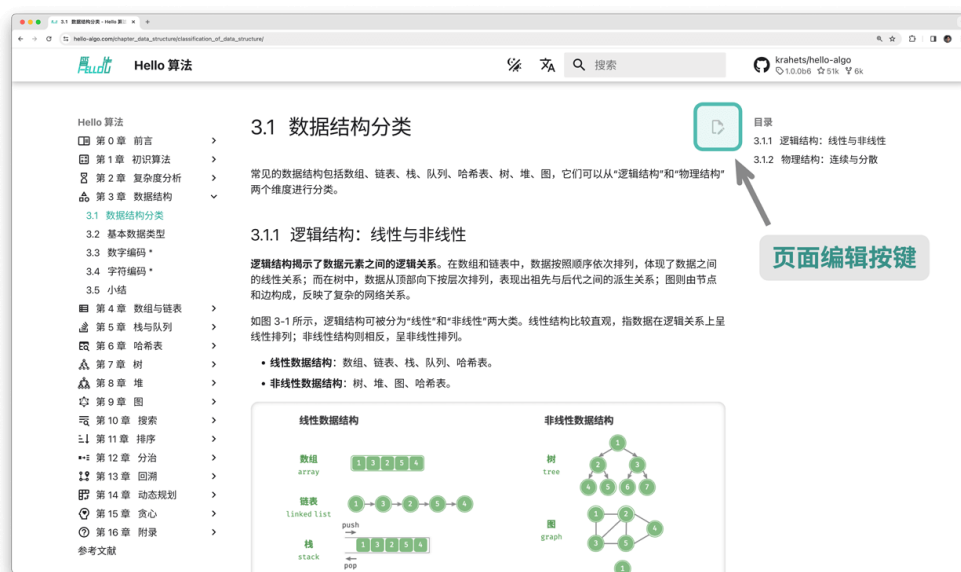 3.1 数据结构分类 - Hello 算
hello-algo.com/chapter_data_structure/classification_of_data_structure/
Hello 算法
搜索
krahets/hello-algo
1.0.0b6 51k 6k
Hello 算法
第 0 章 前言
第 1 章 初识算法
第 2 章 复杂度分析
第 3 章 数据结构
3.1 数据结构分类
3.2 基本数据类型
3.3 数字编码 *
3.4 字符编码 *
3.5 小结
第 4 章 数组与链表
第 5 章 栈与队列
第 6 章 哈希表
第 7 章 树
第 8 章 堆
第 9 章 图
第 10 章 搜索
第 11 章 排序
第 12 章 分治
第 13 章 回溯
第 14 章 动态规划
第 15 章 贪心
第 16 章 附录
参考文献
3.1 数据结构分类
常见的数据结构包括数组、链表、栈、队列、哈希表、树、堆、图，它们可以从“逻辑结构”和“物理结构”
两个维度进行分类。
3.1.1 逻辑结构：线性与非线性
逻辑结构揭示了数据元素之间的逻辑关系。在数组和链表中，数据按照顺序依次排列，体现了数据之间
的线性关系；而在树中，数据从顶部向下按层次排列，表现出祖先与后代之间的派生关系；图则由节点
和边构成，反映了复杂的网络关系。
如图 3-1 所示，逻辑结构可被分为“线性”和“非线性”两大类。线性结构比较直观，指数据在逻辑关系上呈
线性排列；非线性结构则相反，呈非线性排列。
• 线性数据结构：数组、链表、栈、队列、哈希表。
• 非线性数据结构：树、堆、图、哈希表。
线性数据结构
数组
array
1 3 2 5 4
链表
linked list
1 3 2 5 4
push
栈
stack
1 3 2 5 4
pop
非线性数据结构
树
tree
1
2 3
4 5 6 7
图
graph
1 2
4
3 5
1
目录
3.1.1 逻辑结构：线性与非线性
3.1.2 物理结构：连续与分散
页面编辑按键